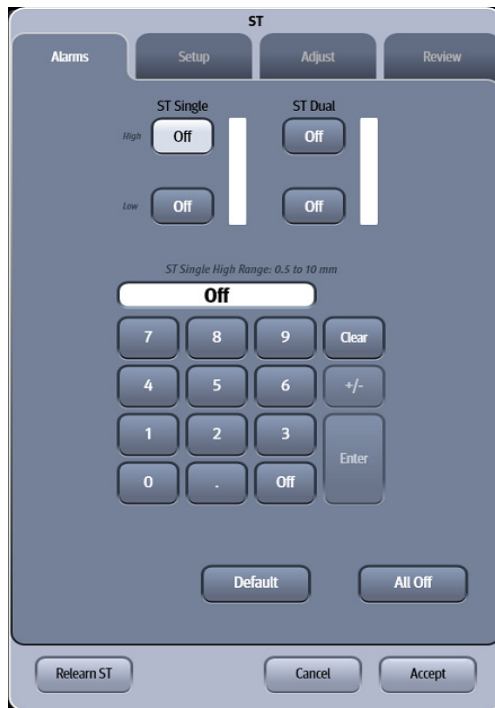 ST
Alarms Setup Adjust Review
ST Single ST Dual
High Off Off
Low Off Off
ST Single High Range: 0.5 to 10 mm
Off
7 8 9 Clear
4 5 6 +/-
1 2 3
Enter
0 . Off
Default All Off
Relearn ST Cancel Accept